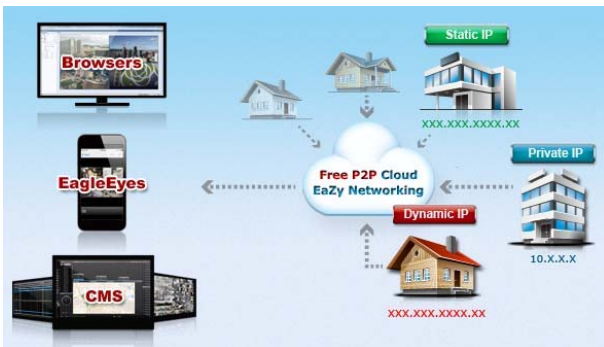 Browsers
Static IP
xxx.xxx.xxxx.xx
EagleEyes
Free P2P Cloud
EaZy Networking
Private IP
10.x.x.x
Dynamic IP
xxx.xxx.xxxx.xx
CMS